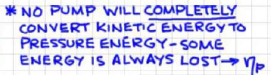 * NO PUMP WILL COMPLETELY
CONVERT KINETIC ENERGY TO
PRESSURE ENERGY - SOME
ENERGY IS ALWAYS LOST → ηp